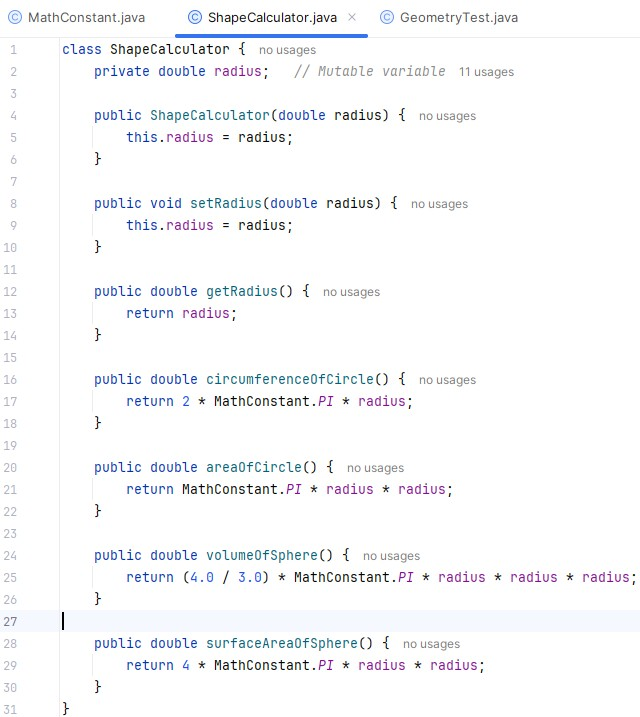 MathConstant.java ShapeCalculator.java GeometryTest.java
1 class ShapeCalculator { no usages
2     private double radius;   // Mutable variable 11 usages
3
4     public ShapeCalculator(double radius) { no usages
5         this.radius = radius;
6     }
7
8     public void setRadius(double radius) { no usages
9         this.radius = radius;
10     }
11
12     public double getRadius() { no usages
13         return radius;
14     }
15
16     public double circumferenceOfCircle() { no usages
17         return 2 * MathConstant.PI * radius;
18     }
19
20     public double areaOfCircle() { no usages
21         return MathConstant.PI * radius * radius;
22     }
23
24     public double volumeOfSphere() { no usages
25         return (4.0 / 3.0) * MathConstant.PI * radius * radius * radius;
26     }
27
28     public double surfaceAreaOfSphere() { no usages
29         return 4 * MathConstant.PI * radius * radius;
30     }
31 }